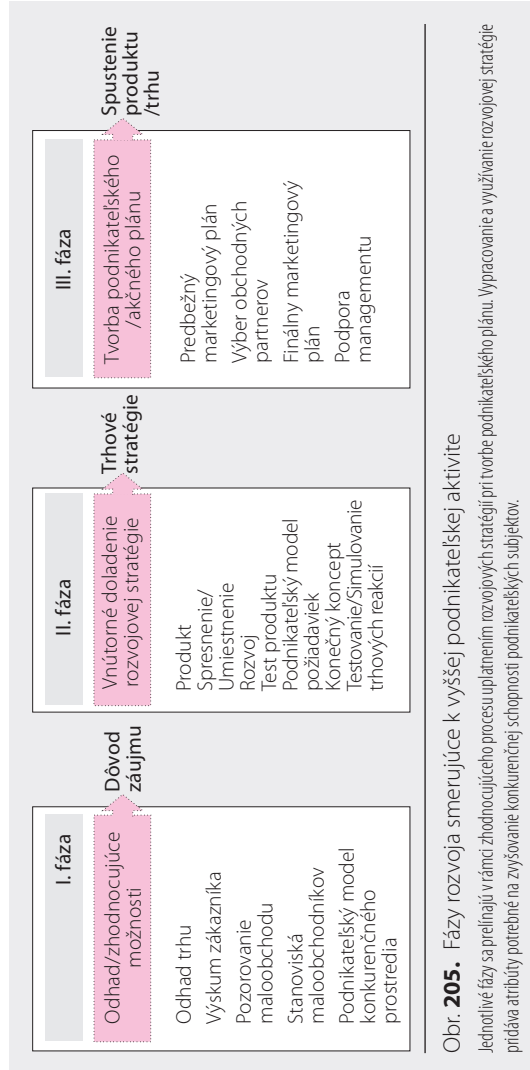 I. fáza
Odhad/zhodnocujúce
možnosti
Dôvod
záujmu
Odhad trhu
Výskum zákazníka
Pozorovanie
maloobchodu
Stanoviská
maloobchodníkov
Podnikateľský model
konkurenčného
prostredia
II. fáza
Vnútorné doladenie
rozvojovej stratégie
Trhové
stratégie
Produkt
Spresnenie/
Umiestnenie
Rozvoj
Test produktu
Podnikateľský model
požiadaviek
Konečný koncept
Testovanie/Simulovanie
trhových reakcií
III. fáza
Tvorba podnikateľského
/akčného plánu
Spustenie
produktu
/trhu
Predbežný
marketingový plán
Výber obchodných
partnerov
Finálny marketingový
plán
Podpora
managementu
Obr. 205. Fázy rozvoja smerujúce k vyššej podnikateľskej aktivite
Jednotlivé fázy sa prelínajú v rámci zhodnocujúceho procesu uplatnením rozvojových stratégií pri tvorbe podnikateľského plánu. Vypracovanie a využívanie rozvojovej stratégie
pridáva atribúty potrebné na zvyšovanie konkurenčnej schopnosti podnikateľských subjektov.